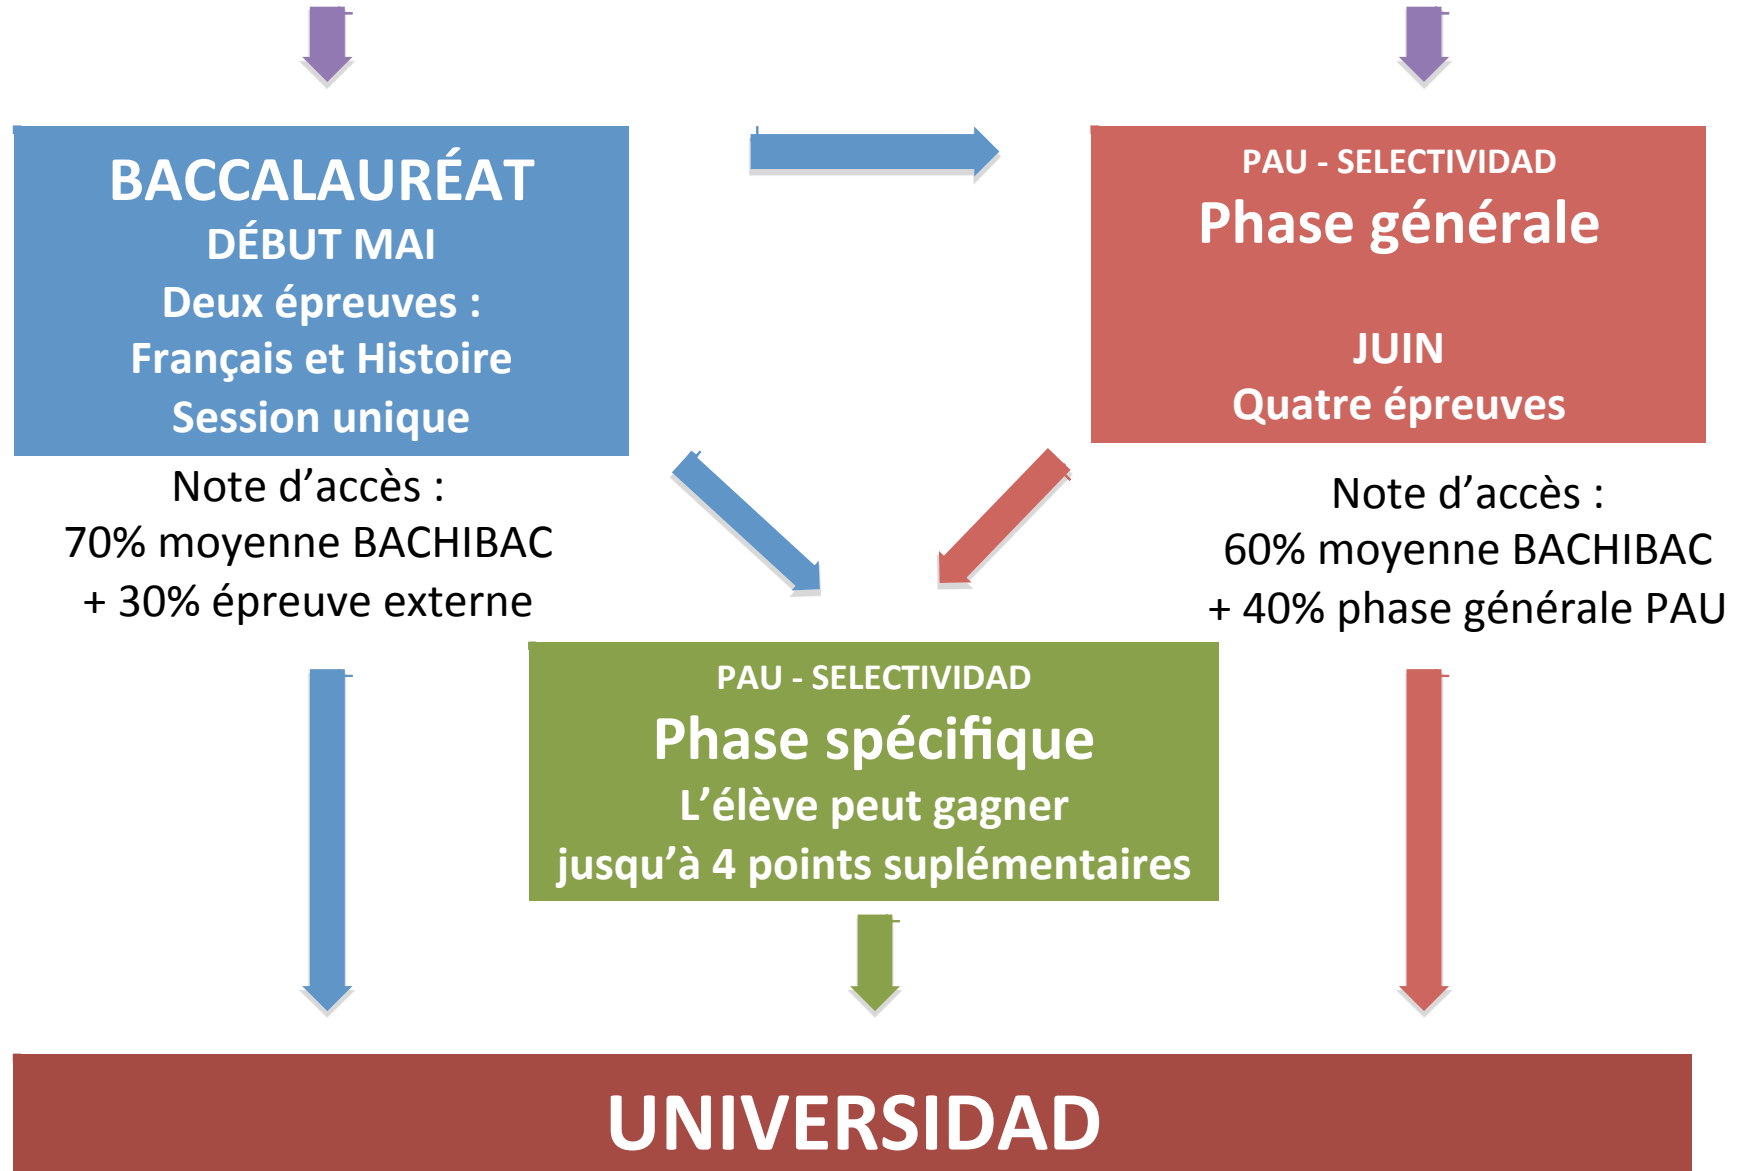 BACCALAURÉAT
DÉBUT MAI
Deux épreuves :
Français et Histoire
Session unique
Note d’accès :
70% moyenne BACHIBAC
+ 30% épreuve externe
PAU - SELECTIVIDAD
Phase générale
JUIN
Quatre épreuves
Note d’accès :
60% moyenne BACHIBAC
+ 40% phase générale PAU
PAU - SELECTIVIDAD
Phase spécifique
L’élève peut gagner
jusqu’à 4 points suplémentaires
UNIVERSIDAD